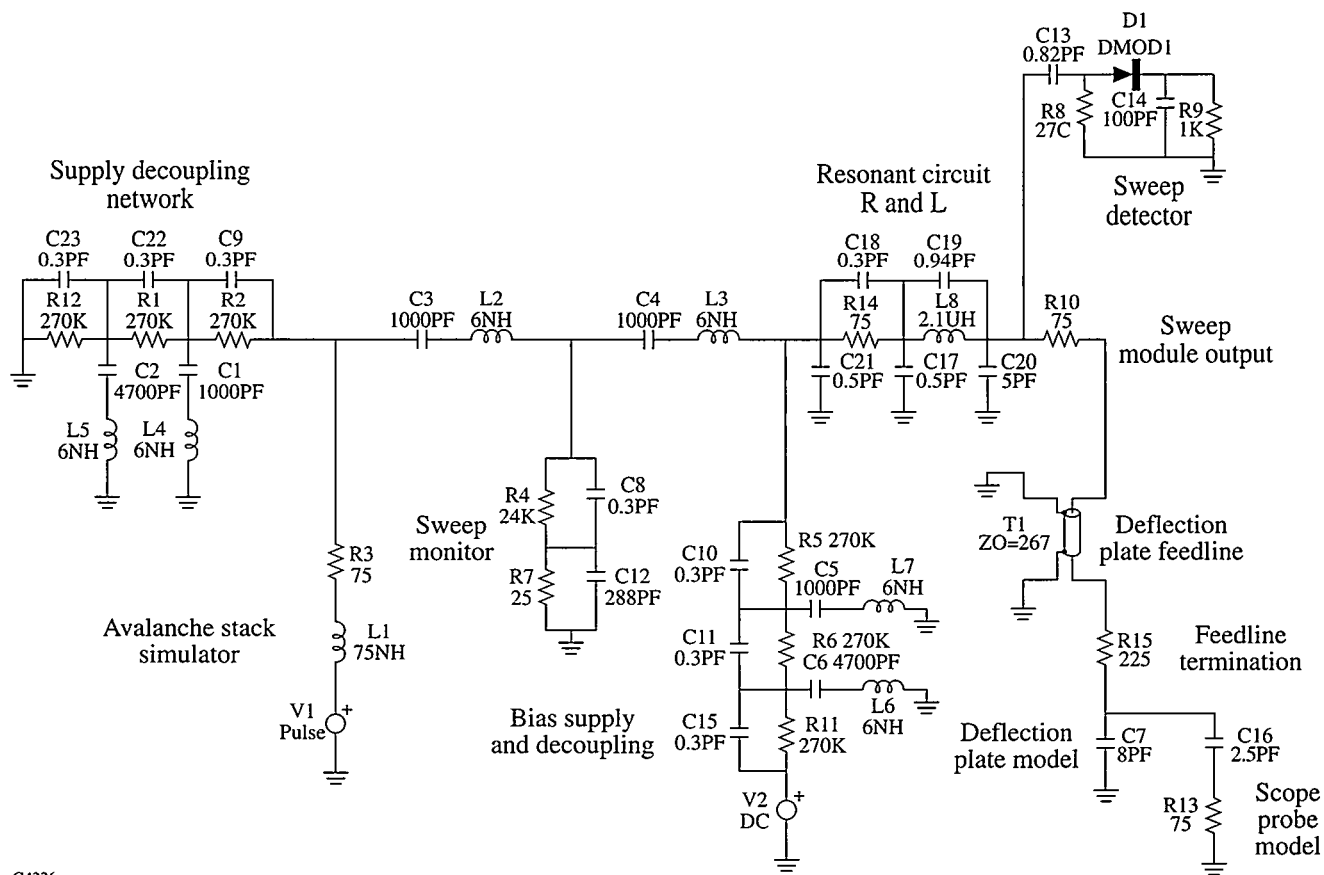 D1
DMOD1
C13
0.82PF
C14
100PF
R8
27C
R9
1K
Sweep
detector
Supply decoupling
network
C23
0.3PF
C22
0.3PF
C9
0.3PF
R12
270K
R1
270K
R2
270K
C2
4700PF
C1
1000PF
L5
6NH
L4
6NH
C3
1000PF
L2
6NH
C4
1000PF
L3
6NH
Resonant circuit
R and L
C18
0.3PF
C19
0.94PF
R14
75
L8
2.1UH
C21
0.5PF
C17
0.5PF
C20
5PF
R10
75
Sweep
module output
R3
75
L1
75NH
Avalanche stack
simulator
V1
Pulse
+
Sweep
monitor
R4
24K
C8
0.3PF
R7
25
C12
288PF
C10
0.3PF
R5 270K
C5
1000PF
L7
6NH
C11
0.3PF
R6 270K
C6 4700PF
L6
6NH
C15
0.3PF
R11
270K
Bias supply
and decoupling
V2
DC
+
T1
ZO=267
Deflection
plate feedline
R15
225
Feedline
termination
Deflection
plate model
C7
8PF
C16
2.5PF
R13
75
Scope
probe
model